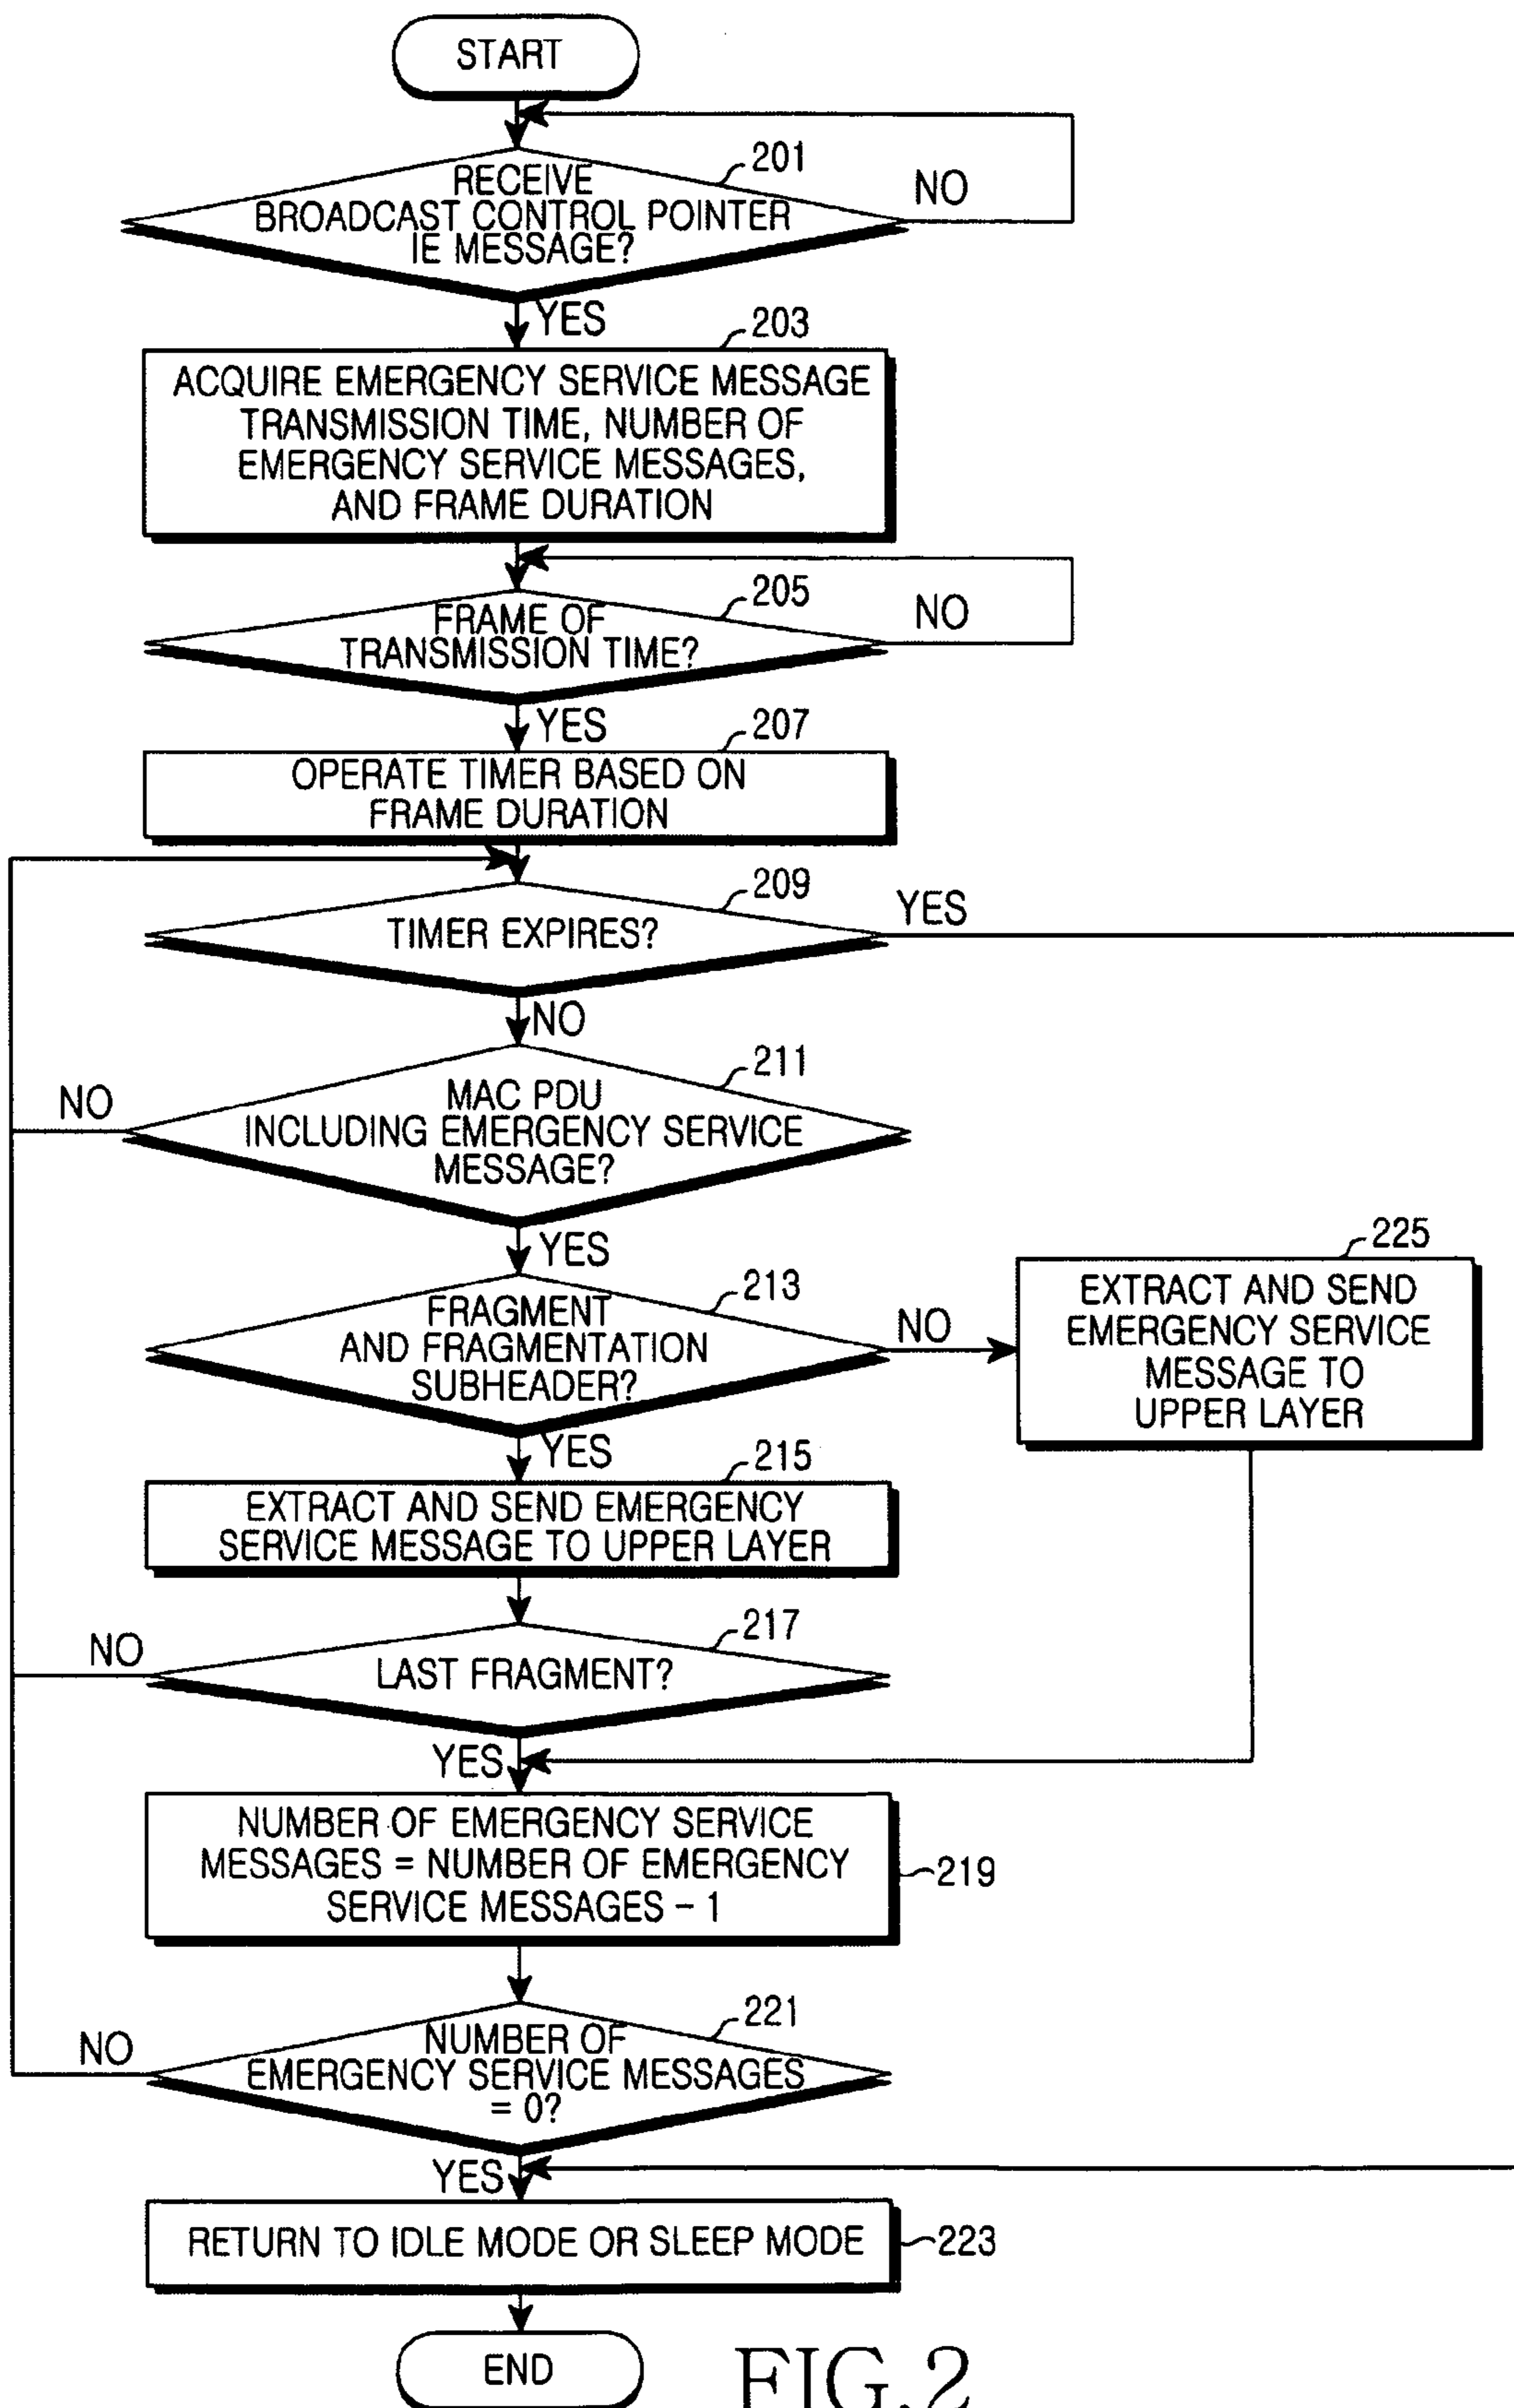 START
201
RECEIVE
BROADCAST CONTROL POINTER
IE MESSAGE?
NO
YES
203
ACQUIRE EMERGENCY SERVICE MESSAGE
TRANSMISSION TIME, NUMBER OF
EMERGENCY SERVICE MESSAGES,
AND FRAME DURATION
205
FRAME OF
TRANSMISSION TIME?
NO
YES
207
OPERATE TIMER BASED ON
FRAME DURATION
209
TIMER EXPIRES?
YES
NO
211
MAC PDU
INCLUDING EMERGENCY SERVICE
MESSAGE?
NO
YES
213
FRAGMENT
AND FRAGMENTATION
SUBHEADER?
NO
225
EXTRACT AND SEND
EMERGENCY SERVICE
MESSAGE TO
UPPER LAYER
YES
215
EXTRACT AND SEND EMERGENCY
SERVICE MESSAGE TO UPPER LAYER
217
LAST FRAGMENT?
NO
YES
NUMBER OF EMERGENCY SERVICE
MESSAGES = NUMBER OF EMERGENCY
SERVICE MESSAGES - 1
219
221
NUMBER OF
EMERGENCY SERVICE MESSAGES
= 0?
NO
YES
RETURN TO IDLE MODE OR SLEEP MODE
223
END
FIG.2